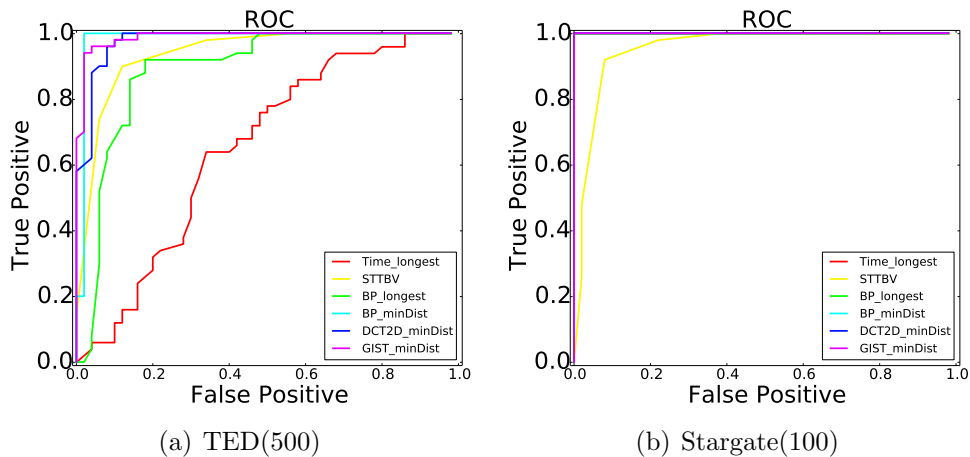 ROC
True Positive
1.0
0.8
0.6
0.4
0.2
0.0
0.0 0.2 0.4 0.6 0.8 1.0
False Positive
Time_longest
STTBV
BP_longest
BP_minDist
DCT2D_minDist
GIST_minDist
(a) TED(500)
ROC
True Positive
1.0
0.8
0.6
0.4
0.2
0.0
0.0 0.2 0.4 0.6 0.8 1.0
False Positive
Time_longest
STTBV
BP_longest
BP_minDist
DCT2D_minDist
GIST_minDist
(b) Stargate(100)